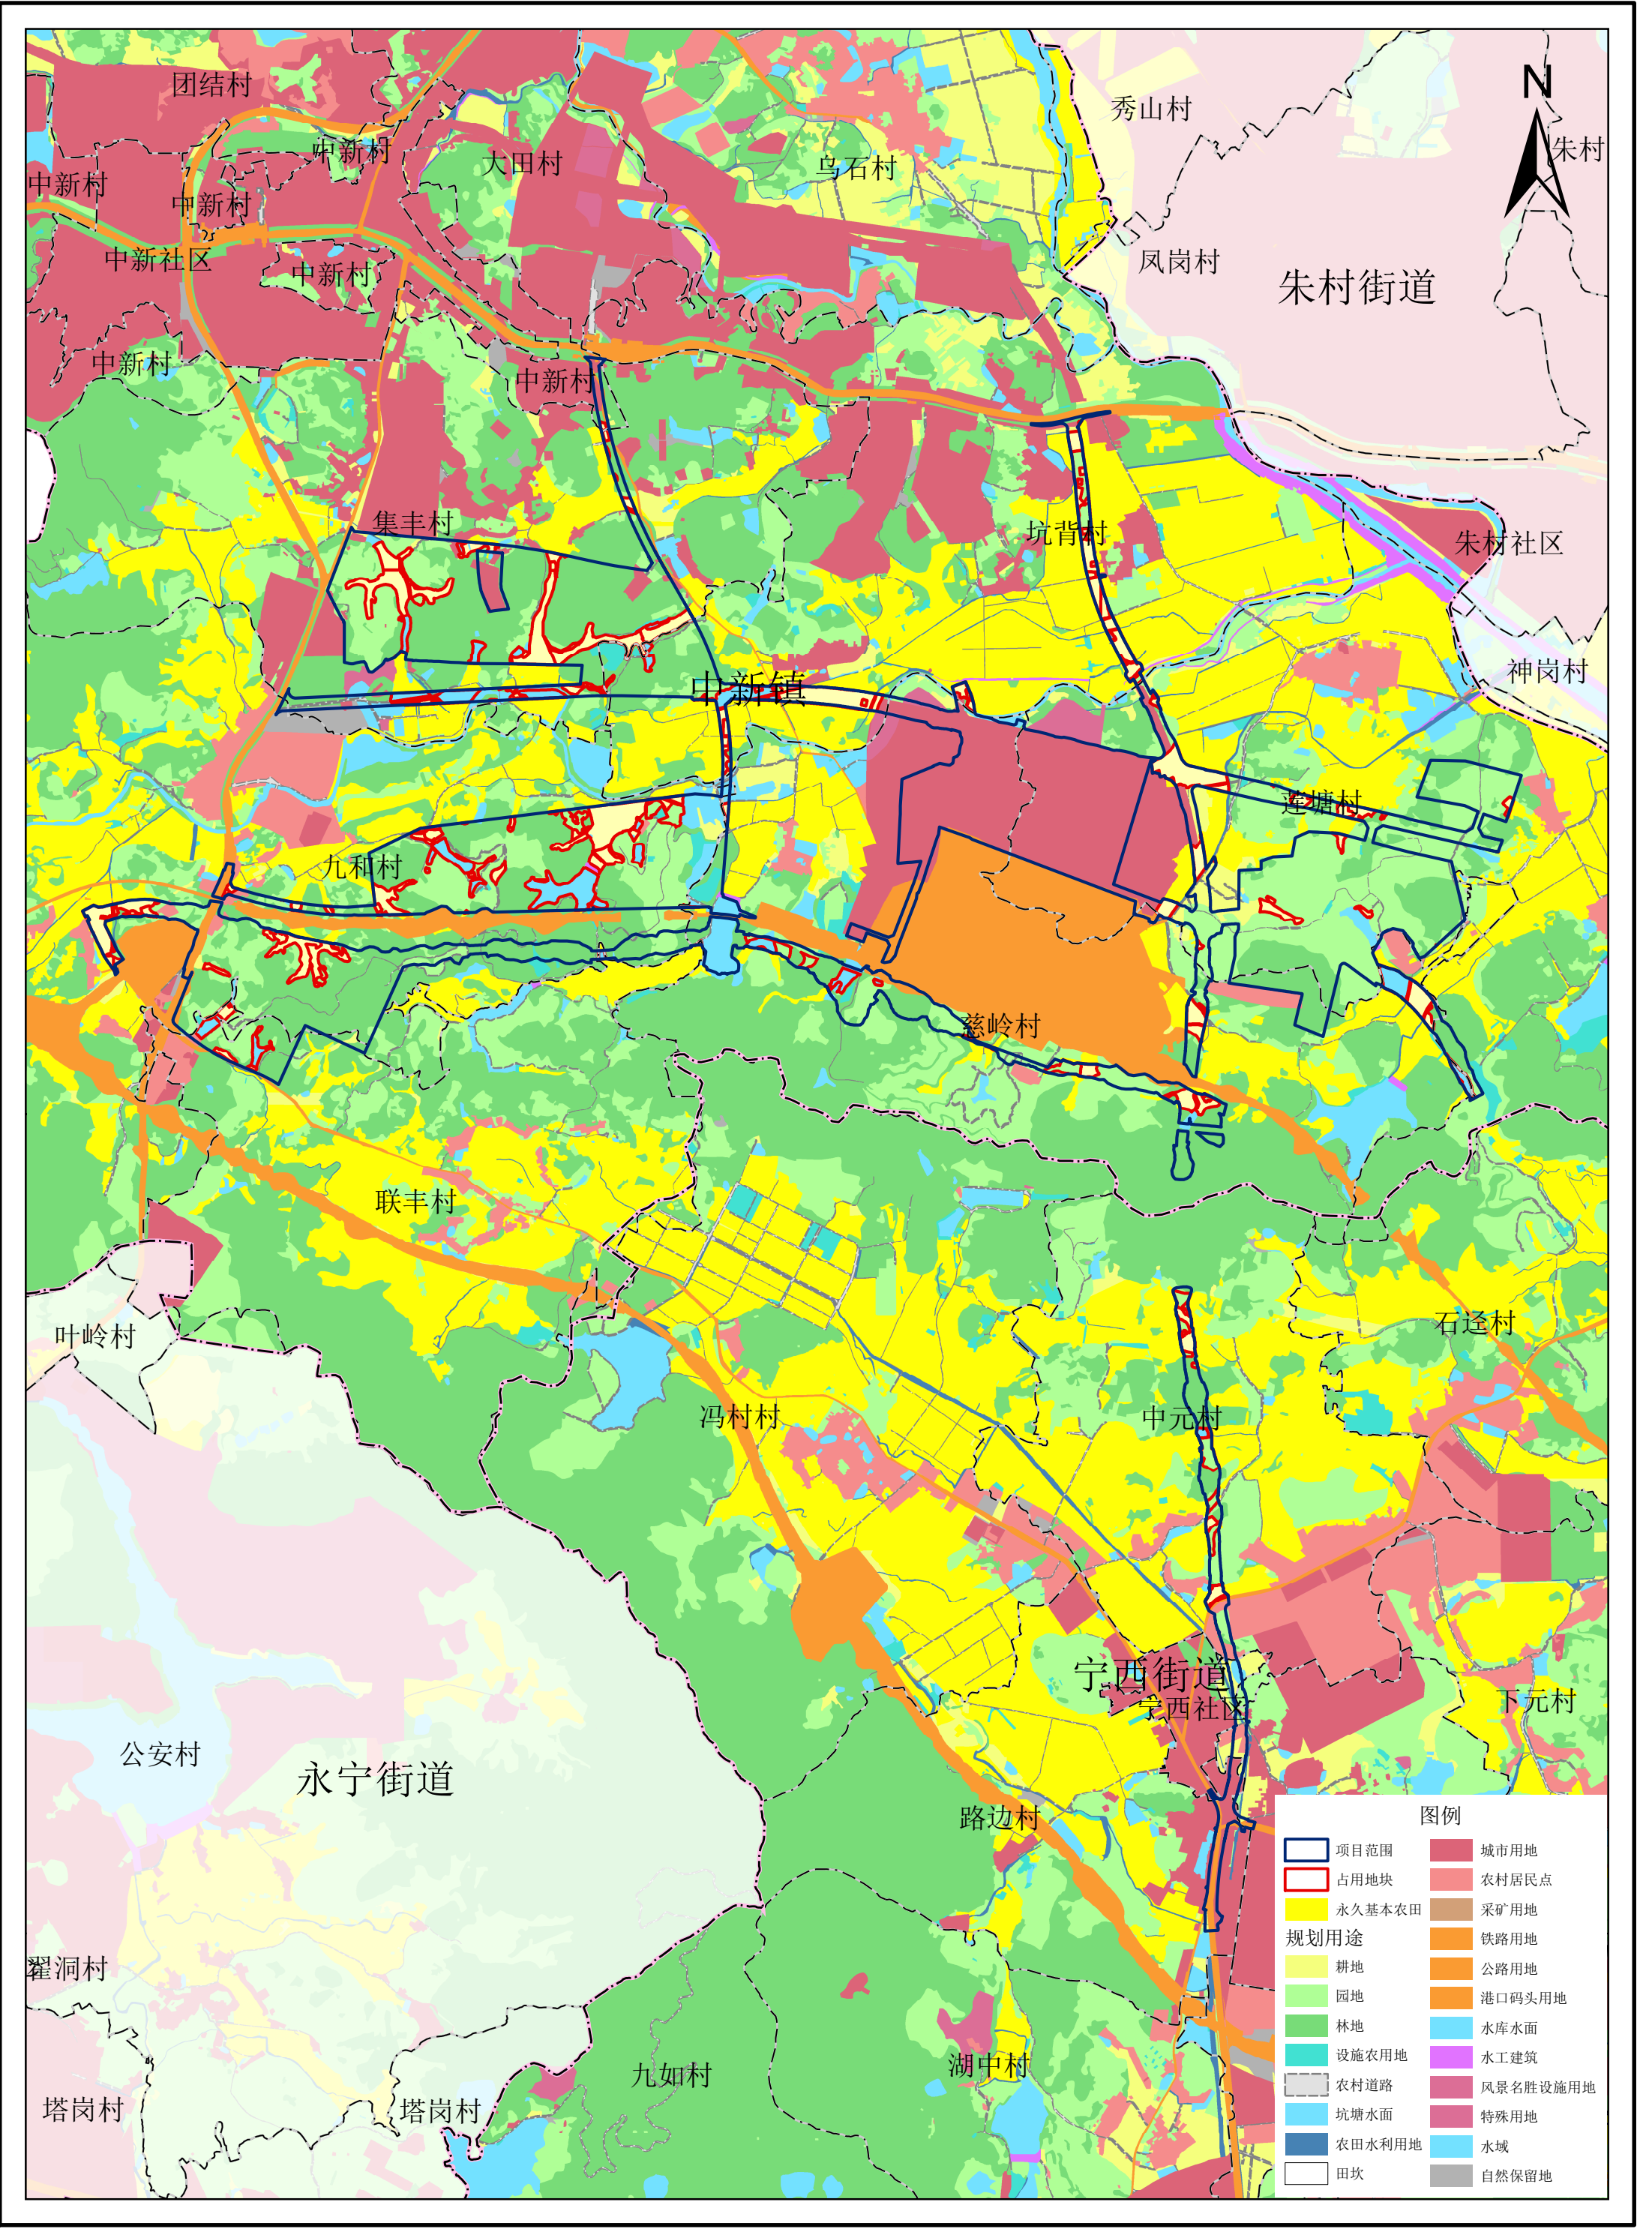 团结村
中新村
大田村
乌石村
秀山村
N
朱村
中新村
中新村
中新社区
中新村
凤岗村
朱村街道
中新村
中新村
集丰村
坑背村
朱村社区
神岗村
中新镇
莲塘村
九和村
慈岭村
联丰村
叶岭村
石迳村
冯村村
中元村
宁西街道
宁西社区
下元村
公安村
永宁街道
路边村
翟洞村
九如村
湖中村
塔岗村
塔岗村
图例
项目范围
占用地块
永久基本农田
规划用途
耕地
园地
林地
设施农用地
农村道路
坑塘水面
农田水利用地
田坎
城市用地
农村居民点
采矿用地
铁路用地
公路用地
港口码头用地
水库水面
水工建筑
风景名胜设施用地
特殊用地
水域
自然保留地